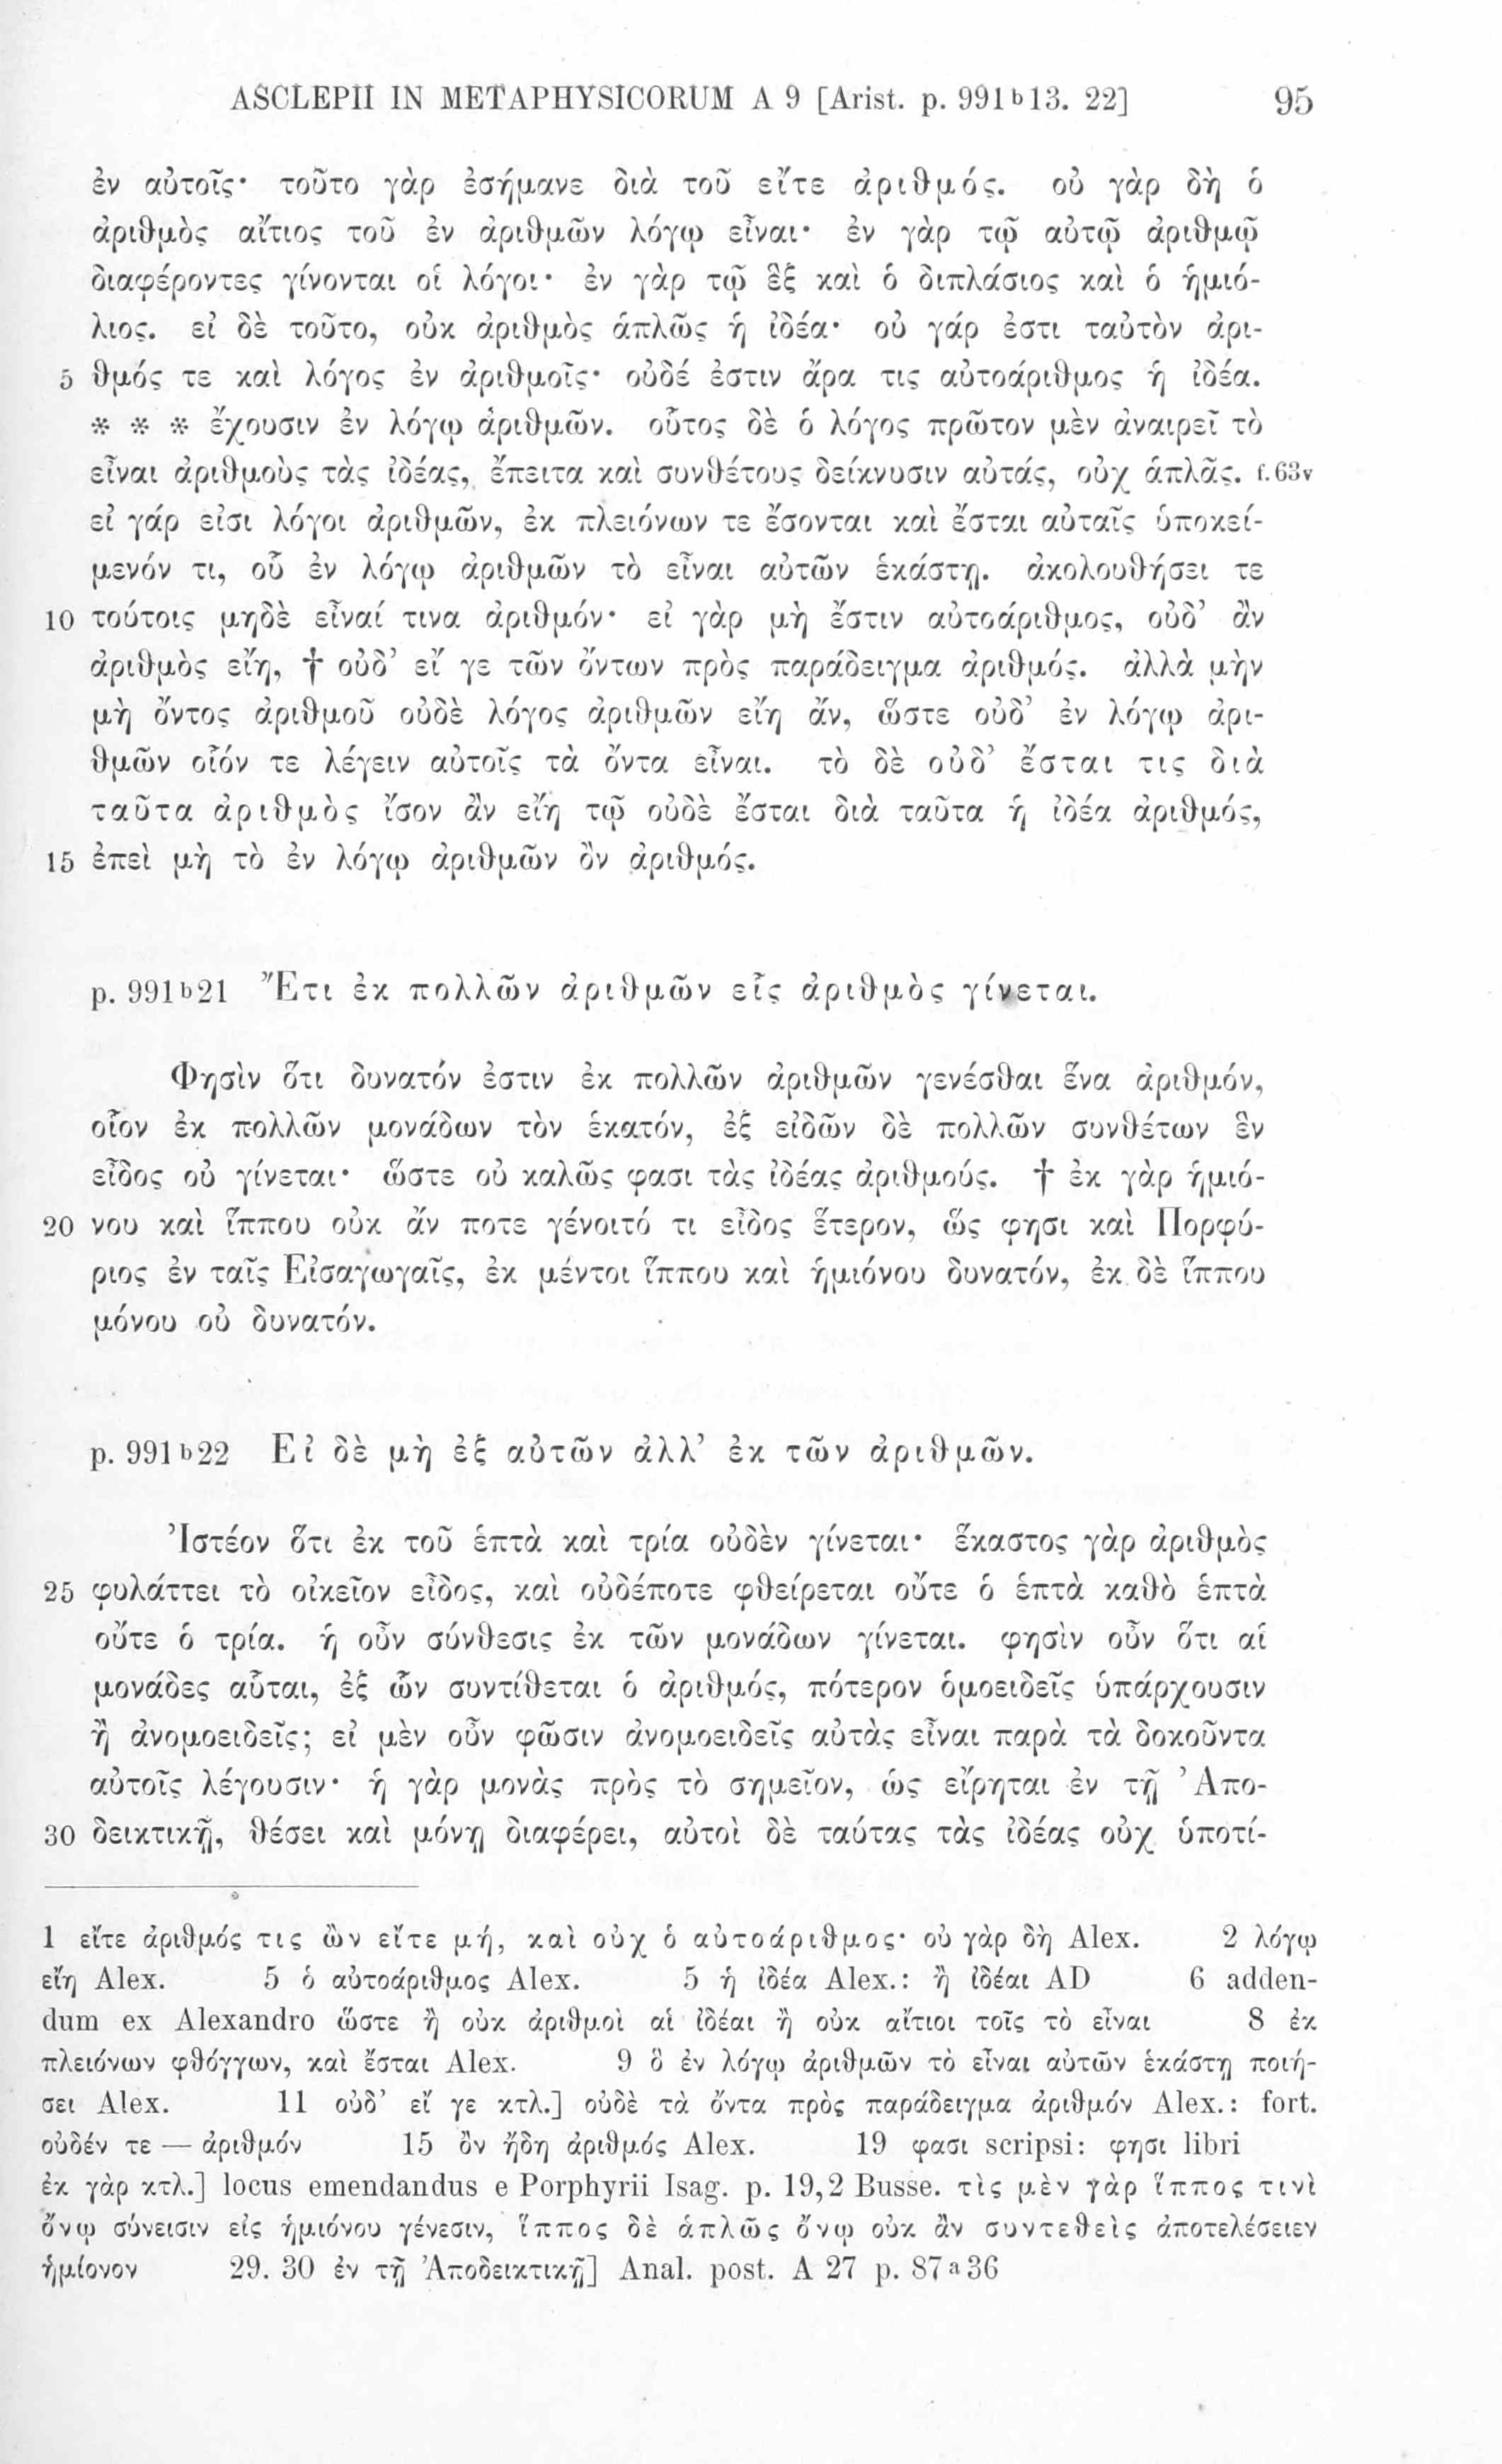 ASCLEPII IN METAPHYSICORUM A 9 [Arist. p. 991b13. 22] 95
ἐν αὐτοῖς· τοῦτο γὰρ ἐσήμανε διὰ τοῦ εἴτε ἀριθμός. οὐ γὰρ δὴ ὁ
ἀριθμὸς αἴτιος τοῦ ἐν ἀριθμῶν λόγῳ εἶναι· ἐν γὰρ τῷ αὐτῷ ἀριθμῷ
διαφέροντες γίνονται οἱ λόγοι· ἐν γὰρ τῷ ἓξ καὶ ὁ διπλάσιος καὶ ὁ ἡμιό-
λιος. εἰ δὲ τοῦτο, οὐκ ἀριθμὸς ἁπλῶς ἡ ἰδέα· οὐ γάρ ἐστι ταὐτὸν ἀρι-
5 θμός τε καὶ λόγος ἐν ἀριθμοῖς· οὐδέ ἐστιν ἄρα τις αὐτοάριθμος ἡ ἰδέα.
* * * ἔχουσιν ἐν λόγῳ ἀριθμῶν. οὗτος δὲ ὁ λόγος πρῶτον μὲν ἀναιρεῖ τὸ
εἶναι ἀριθμοὺς τὰς ἰδέας, ἔπειτα καὶ συνθέτους δείκνυσιν αὐτάς, οὐχ ἁπλᾶς. f.63v
εἰ γάρ εἰσι λόγοι ἀριθμῶν, ἐκ πλειόνων τε ἔσονται καὶ ἔσται αὐταῖς ὑποκεί-
μενόν τι, οὗ ἐν λόγῳ ἀριθμῶν τὸ εἶναι αὐτῶν ἑκάστῃ. ἀκολουθήσει τε
10 τούτοις μηδὲ εἶναί τινα ἀριθμόν· εἰ γὰρ μὴ ἔστιν αὐτοάριθμος, οὐδ’ ἂν
ἀριθμὸς εἴη, † οὐδ’ εἴ γε τῶν ὄντων πρὸς παράδειγμα ἀριθμός. ἀλλὰ μὴν
μὴ ὄντος ἀριθμοῦ οὐδὲ λόγος ἀριθμῶν εἴη ἄν, ὥστε οὐδ’ ἐν λόγῳ ἀρι-
θμῶν οἷόν τε λέγειν αὐτοῖς τὰ ὄντα εἶναι. τὸ δὲ οὐδ’ ἔσται τις διὰ
ταῦτα ἀριθμὸς ἴσον ἂν εἴη τῷ οὐδὲ ἔσται διὰ ταῦτα ἡ ἰδέα ἀριθμός,
15 ἐπεὶ μὴ τὸ ἐν λόγῳ ἀριθμῶν ὂν ἀριθμός.
p. 991b21 Ἔτι ἐκ πολλῶν ἀριθμῶν εἷς ἀριθμὸς γίνεται.
Φησὶν ὅτι δυνατόν ἐστιν ἐκ πολλῶν ἀριθμῶν γενέσθαι ἕνα ἀριθμόν,
οἷον ἐκ πολλῶν μονάδων τὸν ἑκατόν, ἐξ εἰδῶν δὲ πολλῶν συνθέτων ἓν
εἶδος οὐ γίνεται· ὥστε οὐ καλῶς φασι τὰς ἰδέας ἀριθμούς. † ἐκ γὰρ ἡμιό-
20 νου καὶ ἵππου οὐκ ἄν ποτε γένοιτό τι εἶδος ἕτερον, ὥς φησι καὶ Πορφύ-
ριος ἐν ταῖς Εἰσαγωγαῖς, ἐκ μέντοι ἵππου καὶ ἡμιόνου δυνατόν, ἐκ δὲ ἵππου
μόνου οὐ δυνατόν.
p. 991b22 Εἰ δὲ μὴ ἐξ αὐτῶν ἀλλ’ ἐκ τῶν ἀριθμῶν.
Ἰστέον ὅτι ἐκ τοῦ ἑπτὰ καὶ τρία οὐδὲν γίνεται· ἕκαστος γὰρ ἀριθμὸς
25 φυλάττει τὸ οἰκεῖον εἶδος, καὶ οὐδέποτε φθείρεται οὔτε ὁ ἑπτὰ καθὸ ἑπτὰ
οὔτε ὁ τρία. ἡ οὖν σύνθεσις ἐκ τῶν μονάδων γίνεται. φησὶν οὖν ὅτι αἱ
μονάδες αὗται, ἐξ ὧν συντίθεται ὁ ἀριθμός, πότερον ὁμοειδεῖς ὑπάρχουσιν
ἢ ἀνομοειδεῖς; εἰ μὲν οὖν φῶσιν ἀνομοειδεῖς αὐτὰς εἶναι παρὰ τὰ δοκοῦντα
αὐτοῖς λέγουσιν· ἡ γὰρ μονὰς πρὸς τὸ σημεῖον, ὡς εἴρηται ἐν τῇ Ἀπο-
30 δεικτικῇ, θέσει καὶ μόνῃ διαφέρει, αὐτοὶ δὲ ταύτας τὰς ἰδέας οὐχ ὑποτί-
1 εἴτε ἀριθμός τις ὢν εἴτε μή, καὶ οὐχ ὁ αὐτοάριθμος· οὐ γὰρ δὴ Alex. 2 λόγῳ
εἴη Alex. 5 ὁ αὐτοάριθμος Alex. 5 ἡ ἰδέα Alex.: ἢ ἰδέαι AD 6 adden-
dum ex Alexandro ὥστε ἢ οὐκ ἀριθμοὶ αἱ ἰδέαι ἢ οὐκ αἴτιοι τοῖς τὸ εἶναι 8 ἐκ
πλειόνων φθόγγων, καὶ ἔσται Alex. 9 ὃ ἐν λόγῳ ἀριθμῶν τὸ εἶναι αὐτῶν ἑκάστῃ ποιή-
σει Alex. 11 οὐδ’ εἴ γε κτλ.] οὐδὲ τὰ ὄντα πρὸς παράδειγμα ἀριθμόν Alex.: fort.
οὐδέν τε — ἀριθμόν 15 ὂν ἤδη ἀριθμός Alex. 19 φασι scripsi: φησι libri
ἐκ γὰρ κτλ.] locus emendandus e Porphyrii Isag. p. 19,2 Busse. τὶς μὲν γὰρ ἵππος τινὶ
ὄνῳ σύνεισιν εἰς ἡμιόνου γένεσιν, ἵππος δὲ ἁπλῶς ὄνῳ οὐκ ἂν συντεθεὶς ἀποτελέσειεν
ἡμίονον 29. 30 ἐν τῇ Ἀποδεικτικῇ] Anal. post. A 27 p. 87a36